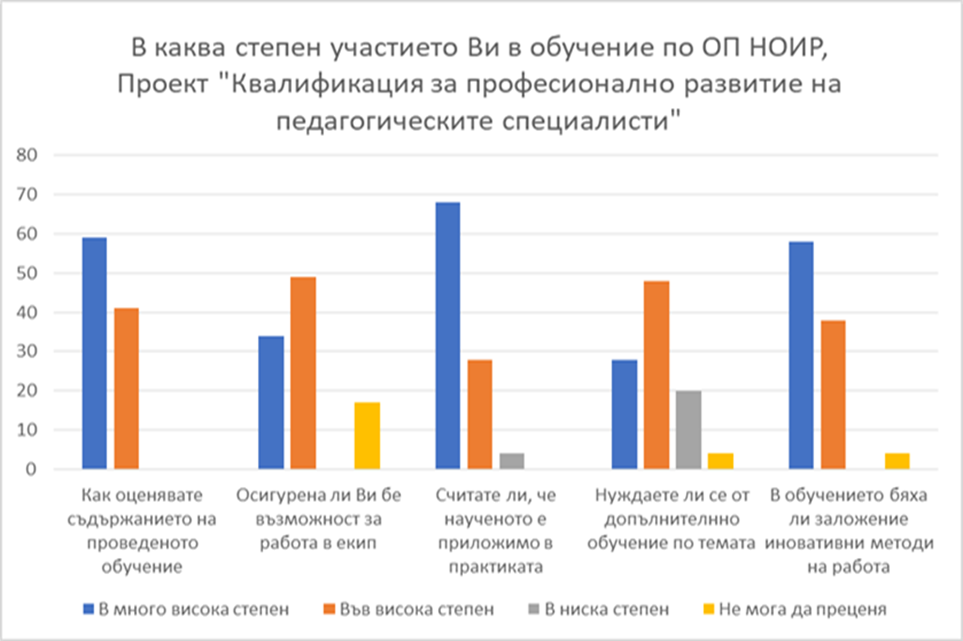 В каква степен участието Ви в обучение по ОП НОИР,
Проект "Квалификация за професионално развитие на
педагогическите специалисти"
80
70
60
50
40
30
20
10
0
Как оценявате
съдържанието на
проведеното
обучение
Осигурена ли Ви бе
възможност за
работа в екип
Считате ли, че
наученото е
приложимо в
практиката
Нуждаете ли се от
допълнителнно
обучение по темата
В обучението бяха
ли заложение
иновативни методи
на работа
В много висока степен
Във висока степен
В ниска степен
Не мога да преценя